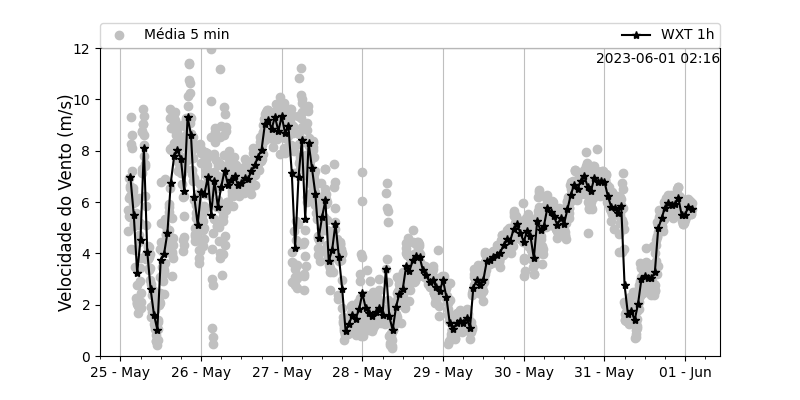 Média 5 min
WXT 1h
2023-06-01 02:16
Velocidade do Vento (m/s)
12
10
8
6
4
2
0
25 - May
26 - May
27 - May
28 - May
29 - May
30 - May
31 - May
01 - Jun